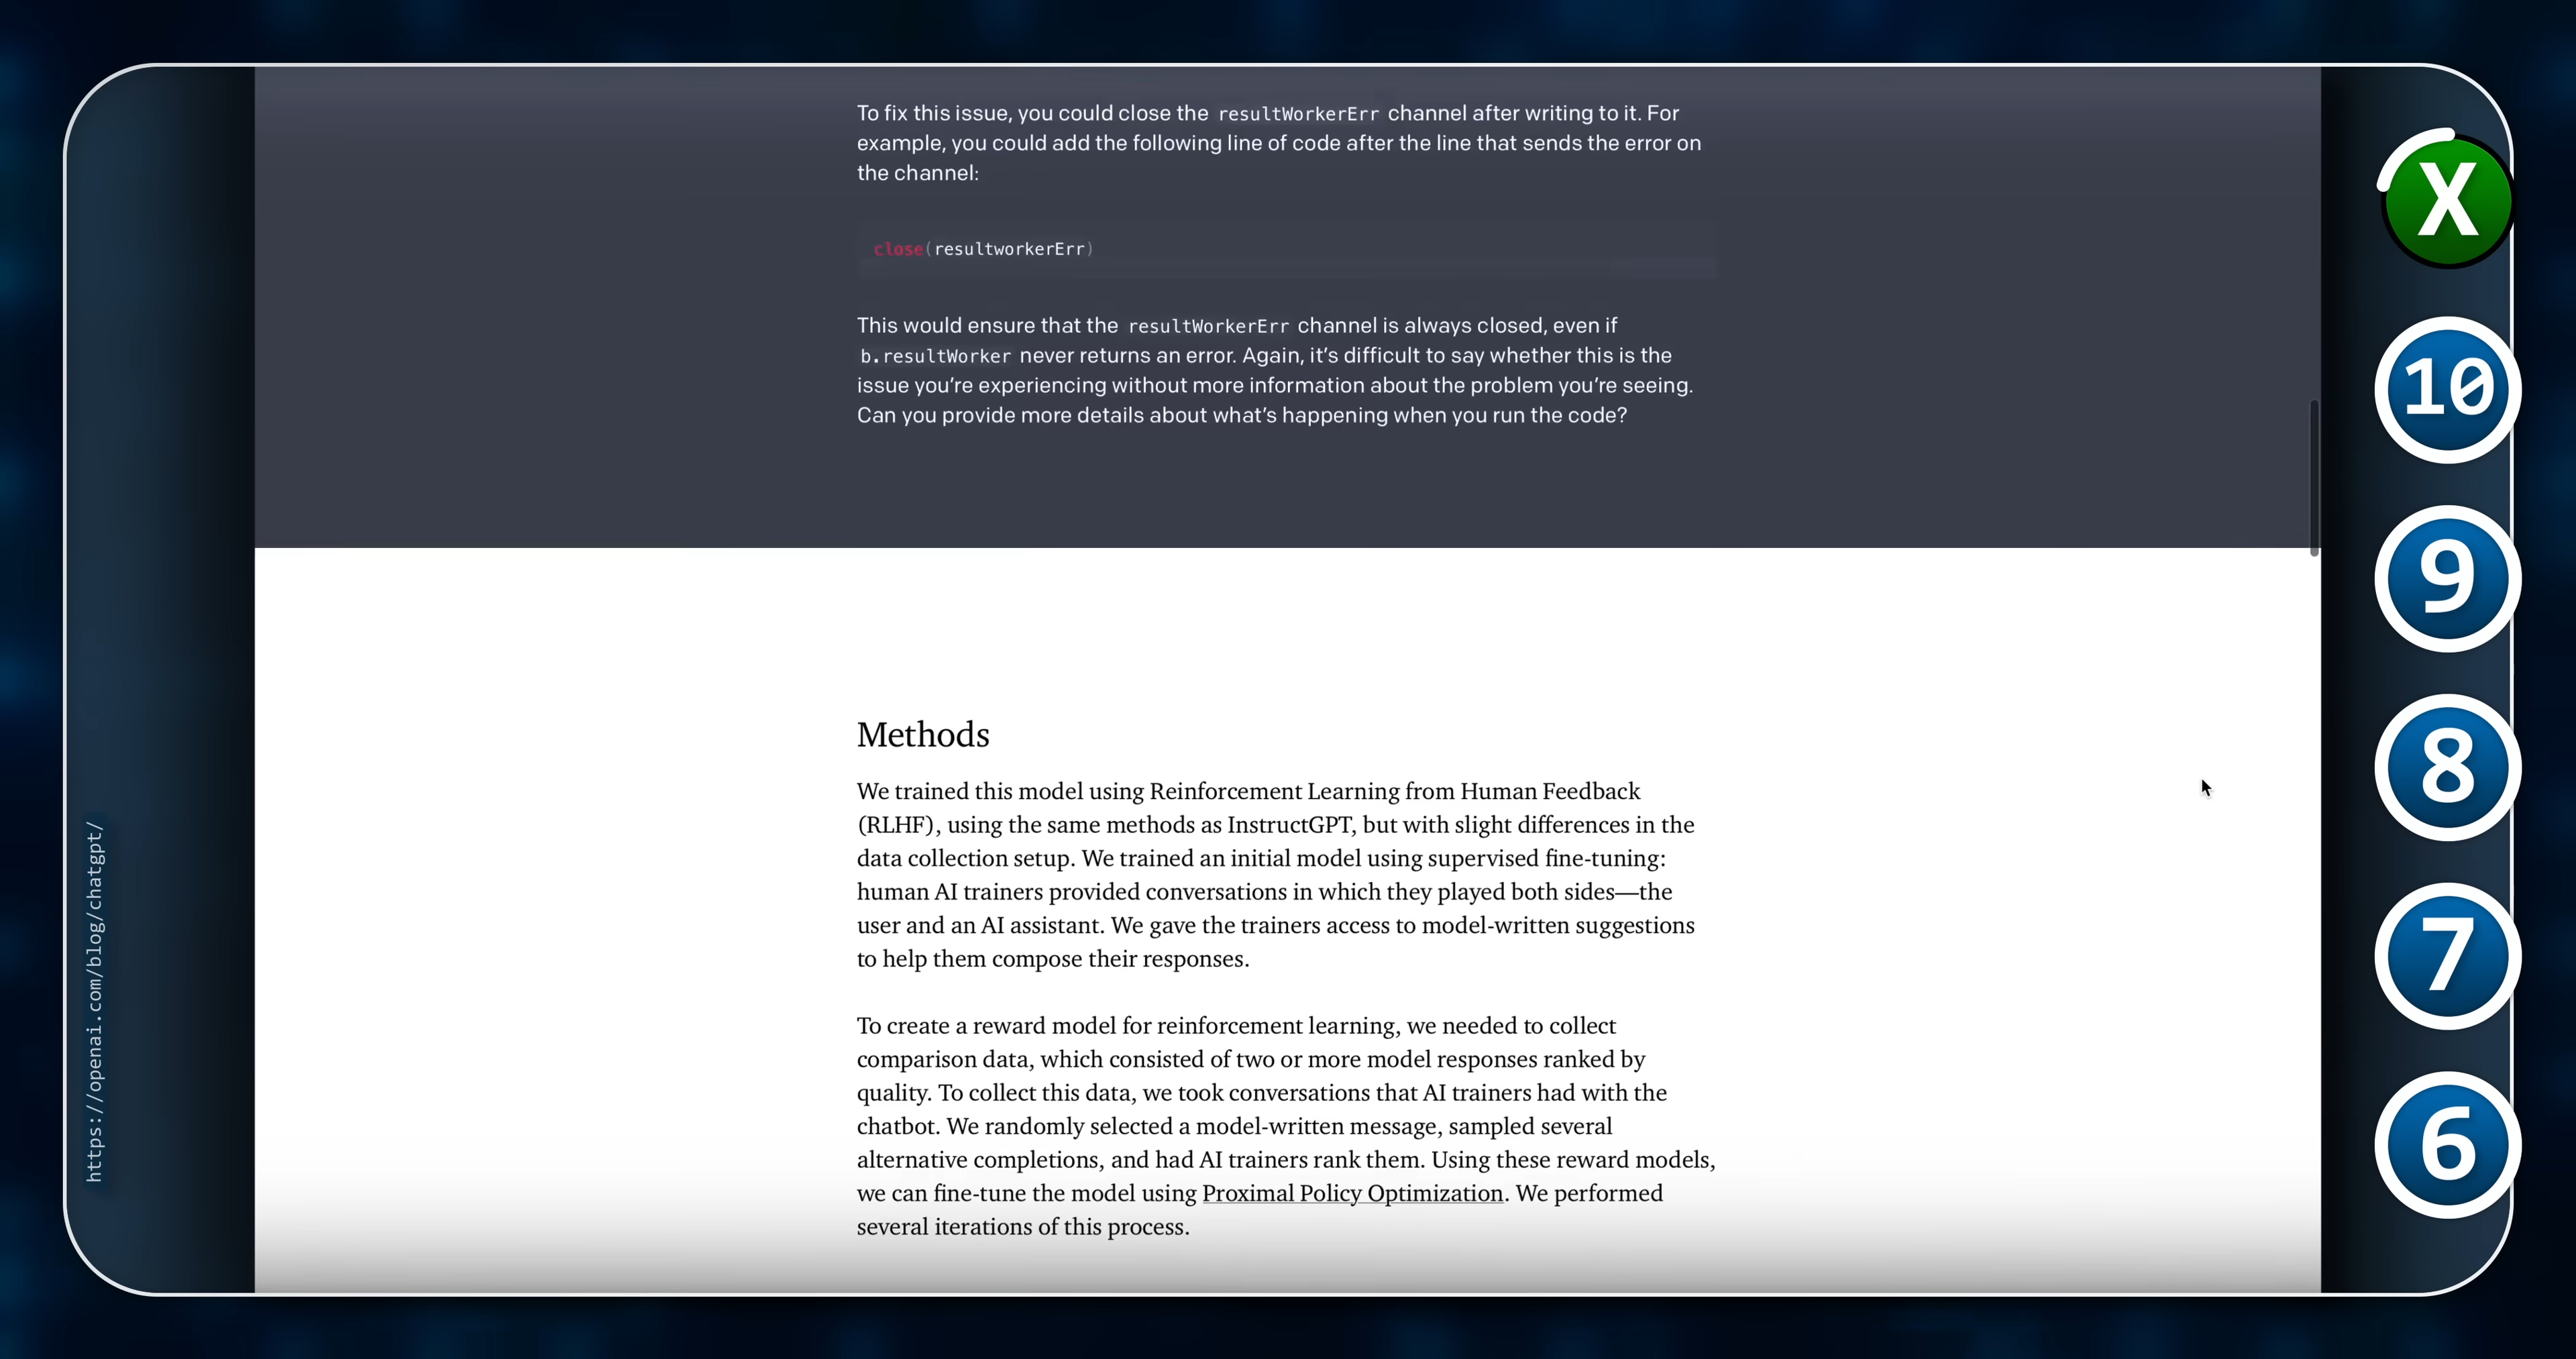 To fix this issue, you could close the resultWorkerErr channel after writing to it. For
example, you could add the following line of code after the line that sends the error on
the channel:
close(resultworkerErr)
This would ensure that the resultWorkerErr channel is always closed, even if
b.resultWorker never returns an error. Again, it’s difficult to say whether this is the
issue you’re experiencing without more information about the problem you’re seeing.
Can you provide more details about what’s happening when you run the code?
Methods
We trained this model using Reinforcement Learning from Human Feedback
(RLHF), using the same methods as InstructGPT, but with slight differences in the
data collection setup. We trained an initial model using supervised fine-tuning:
human AI trainers provided conversations in which they played both sides—the
user and an AI assistant. We gave the trainers access to model-written suggestions
to help them compose their responses.
To create a reward model for reinforcement learning, we needed to collect
comparison data, which consisted of two or more model responses ranked by
quality. To collect this data, we took conversations that AI trainers had with the
chatbot. We randomly selected a model-written message, sampled several
alternative completions, and had AI trainers rank them. Using these reward models,
we can fine-tune the model using Proximal Policy Optimization. We performed
several iterations of this process.
https://openai.com/blog/chatgpt/
X
10
9
8
7
6